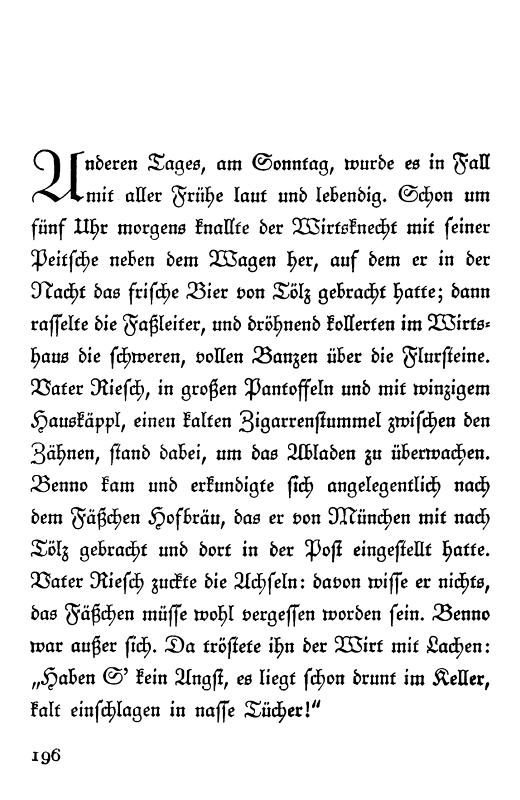 Anderen Tages, am Sonntag, wurde es in Fall
mit aller Frühe laut und lebendig. Schon um
fünf Uhr morgens knallte der Wirtsknecht mit seiner
Peitsche neben dem Wagen her, auf dem er in der
Nacht das frische Bier von Tölz gebracht hatte; dann
rasselte die Faßleiter, und dröhnend kollerten im Wirts-
haus die schweren, vollen Banzen über die Flursteine.
Vater Riesch, in großen Pantoffeln und mit winzigem
Hauskäppl, einen kalten Zigarrenstummel zwischen den
Zähnen, stand dabei, um das Abladen zu überwachen.
Benno kam und erkundigte sich angelegentlich nach
dem Fäßchen Hofbräu, das er von München mit nach
Tölz gebracht und dort in der Post eingestellt hatte.
Vater Riesch zuckte die Achseln: davon wisse er nichts,
das Fäßchen müsse wohl vergessen worden sein. Benno
war außer sich. Da tröstete ihn der Wirt mit Lachen:
„Haben S' kein Angst, es liegt schon drunt im Keller,
kalt einschlagen in nasse Tücher!“
196